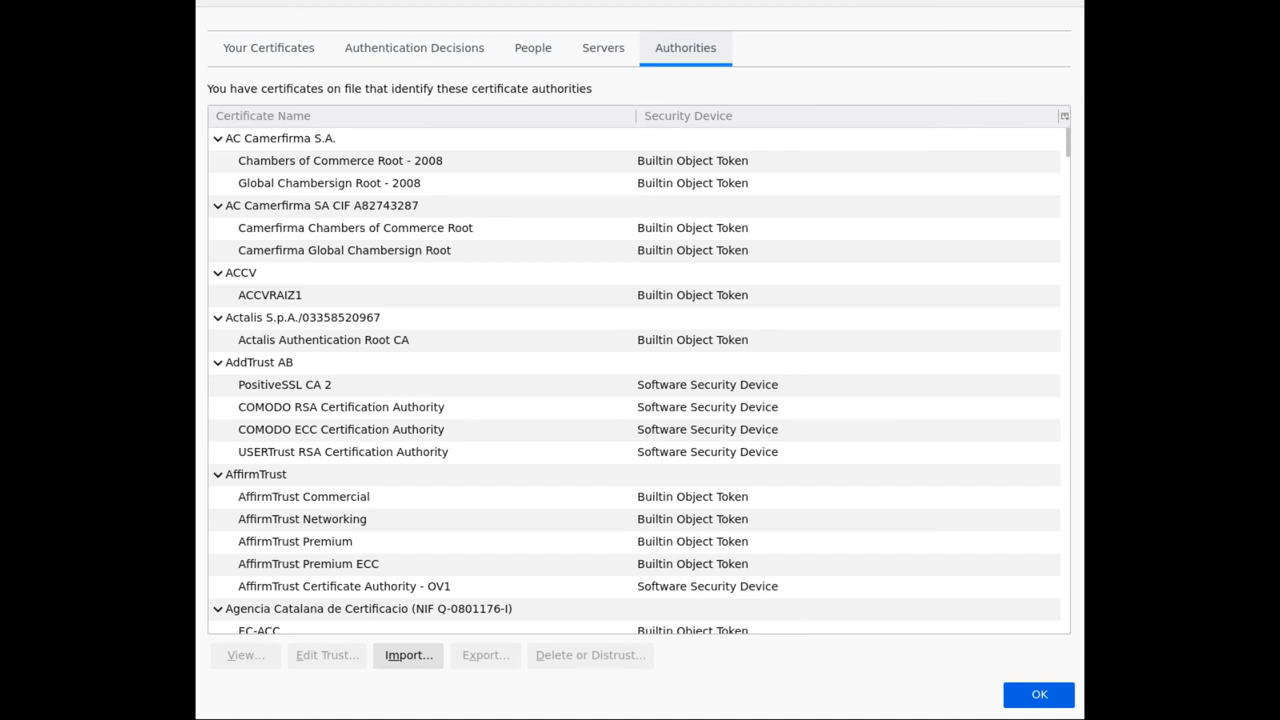 Your Certificates Authentication Decisions People Servers Authorities
You have certificates on file that identify these certificate authorities
Certificate Name Security Device
AC Camerfirma S.A.
Chambers of Commerce Root - 2008 Builtin Object Token
Global Chambersign Root - 2008 Builtin Object Token
AC Camerfirma SA CIF A82743287
Camerfirma Chambers of Commerce Root Builtin Object Token
Camerfirma Global Chambersign Root Builtin Object Token
ACCV
ACCVRAIZ1 Builtin Object Token
Actalis S.p.A./03358520967
Actalis Authentication Root CA Builtin Object Token
AddTrust AB
PositiveSSL CA 2 Software Security Device
COMODO RSA Certification Authority Software Security Device
COMODO ECC Certification Authority Software Security Device
USERTrust RSA Certification Authority Software Security Device
AffirmTrust
AffirmTrust Commercial Builtin Object Token
AffirmTrust Networking Builtin Object Token
AffirmTrust Premium Builtin Object Token
AffirmTrust Premium ECC Builtin Object Token
AffirmTrust Certificate Authority - OV1 Software Security Device
Agencia Catalana de Certificacio (NIF Q-0801176-I)
EC-ACC Builtin Object Token
View... Edit Trust... Import... Export... Delete or Distrust...
OK